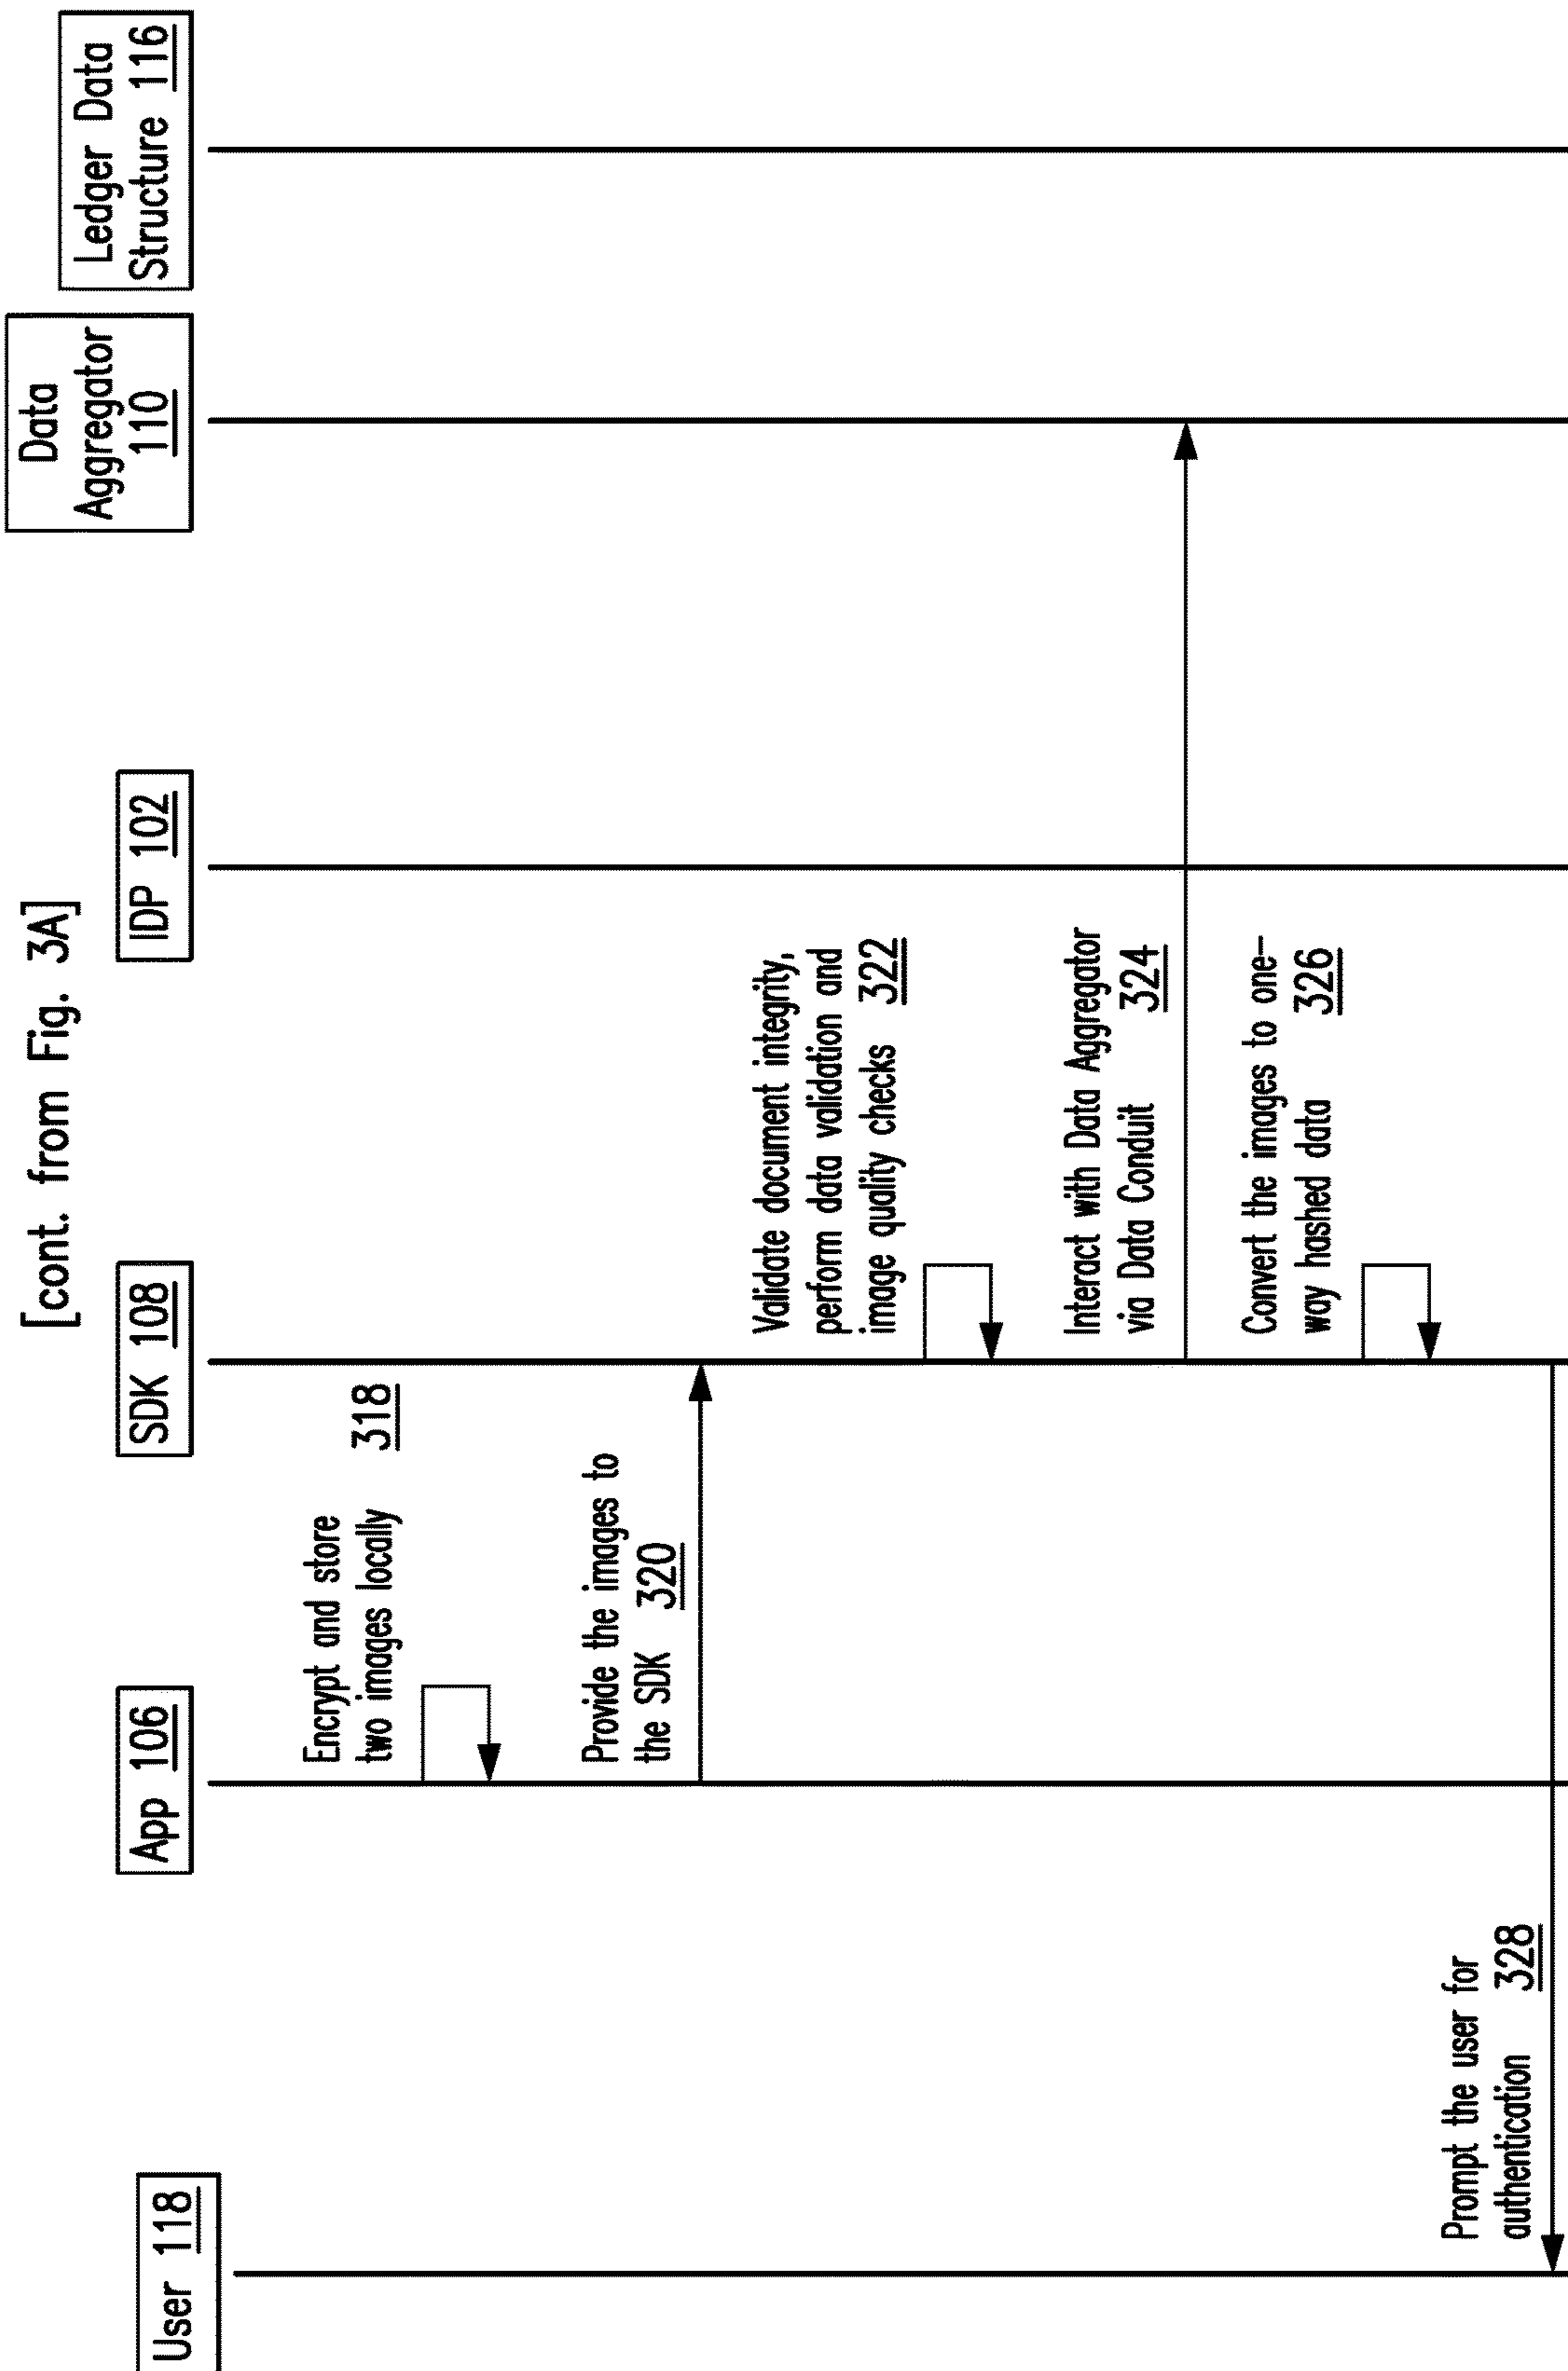 [cont. from Fig. 3A]
User 118
App 106
SDK 108
IDP 102
Data
Aggregator
110
Ledger Data
Structure 116
Encrypt and store
two images locally 318
Provide the images to
the SDK 320
Validate document integrity,
perform data validation and
image quality checks 322
Interact with Data Aggregator
via Data Conduit 324
Convert the images to one-
way hashed data 326
Prompt the user for
authentication 328